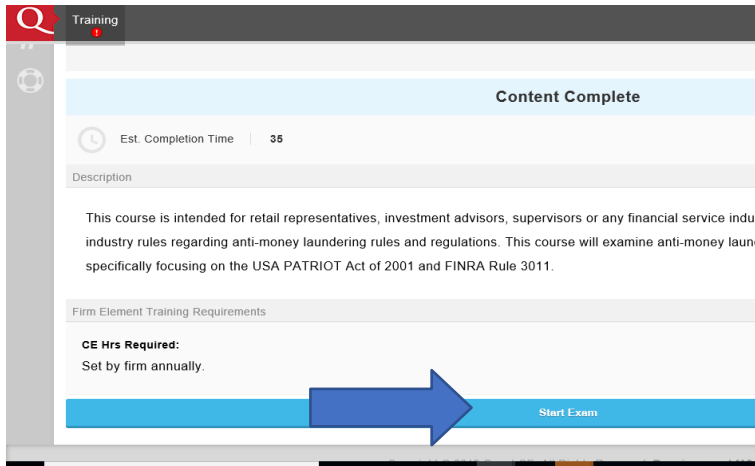 Q
Training
Content Complete
Est. Completion Time 35
Description
This course is intended for retail representatives, investment advisors, supervisors or any financial service indu
industry rules regarding anti-money laundering rules and regulations. This course will examine anti-money laun
specifically focusing on the USA PATRIOT Act of 2001 and FINRA Rule 3011.
Firm Element Training Requirements
CE Hrs Required:
Set by firm annually.
Start Exam